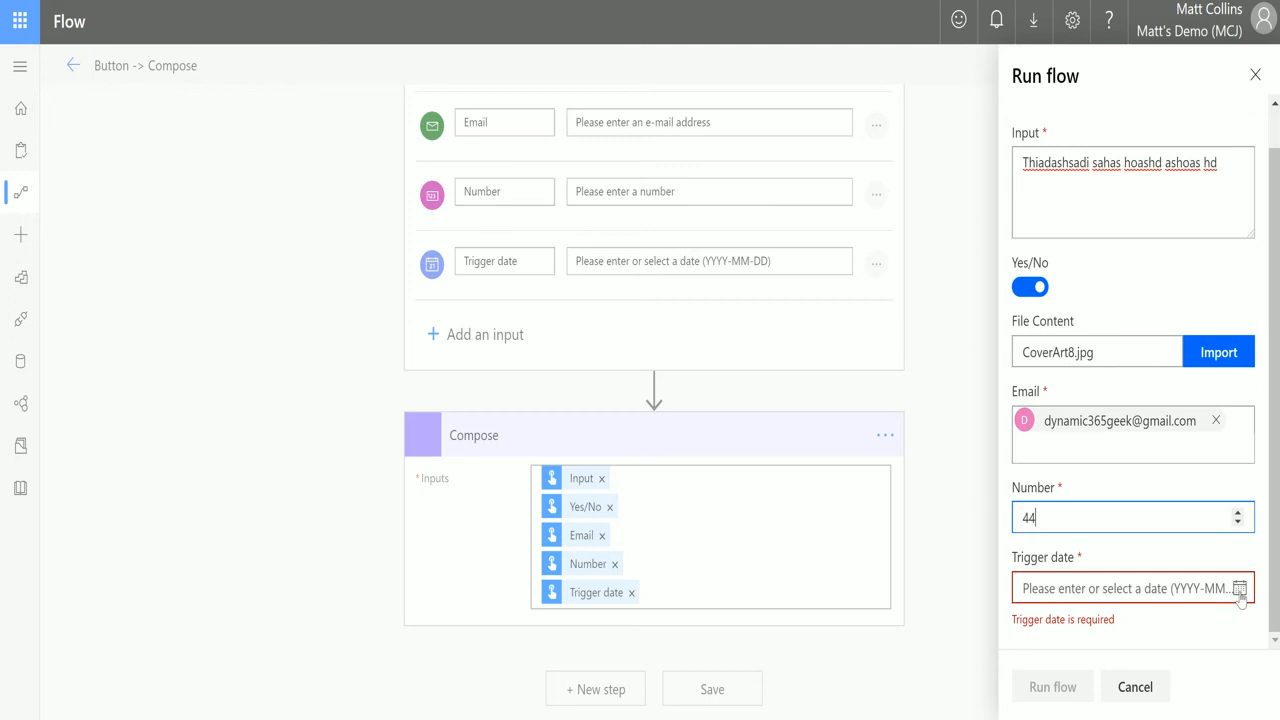 Flow
Matt Collins
Matt's Demo (MCJ)
Button -> Compose
Email
Please enter an e-mail address
Number
Please enter a number
Trigger date
Please enter or select a date (YYYY-MM-DD)
+ Add an input
Compose
* Inputs
Input ×
Yes/No ×
Email ×
Number ×
Trigger date ×
+ New step
Save
Run flow
Input *
Thiadashsadi sahas hoashd ashoas hd
Yes/No
File Content
CoverArt8.jpg
Import
Email *
D
dynamic365geek@gmail.com
Number *
44
Trigger date *
Please enter or select a date (YYYY-MM...
Trigger date is required
Run flow
Cancel